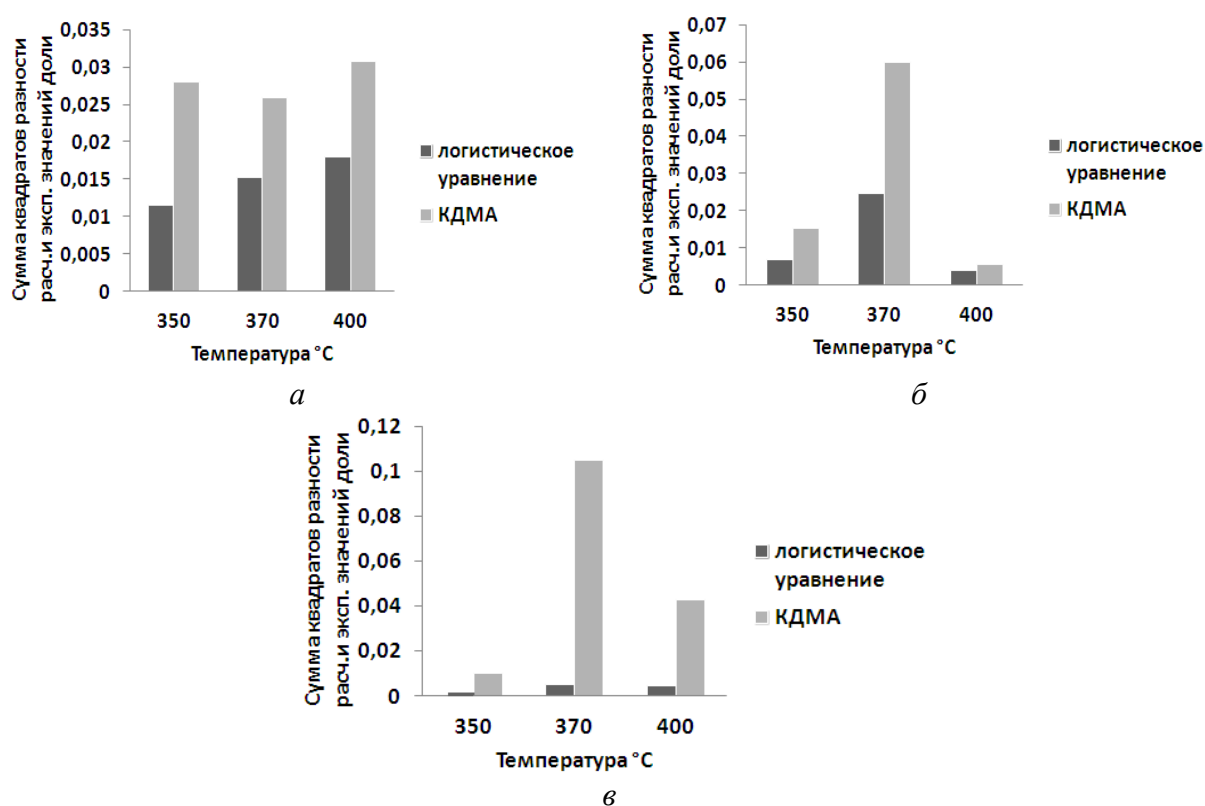 Сумма квадратов разности
расч.и эксп. значений доли
0,035
0,03
0,025
0,02
0,015
0,01
0,005
0
350 370 400
Температура °С
логистическое
уравнение
КДМА
а
Сумма квадратов разности
расч.и эксп. значений доли
0,07
0,06
0,05
0,04
0,03
0,02
0,01
0
350 370 400
Температура °С
логистическое
уравнение
КДМА
б
Сумма квадратов разности
расч.и эксп. значений доли
0,12
0,1
0,08
0,06
0,04
0,02
0
350 370 400
Температура °С
логистическое
уравнение
КДМА
в